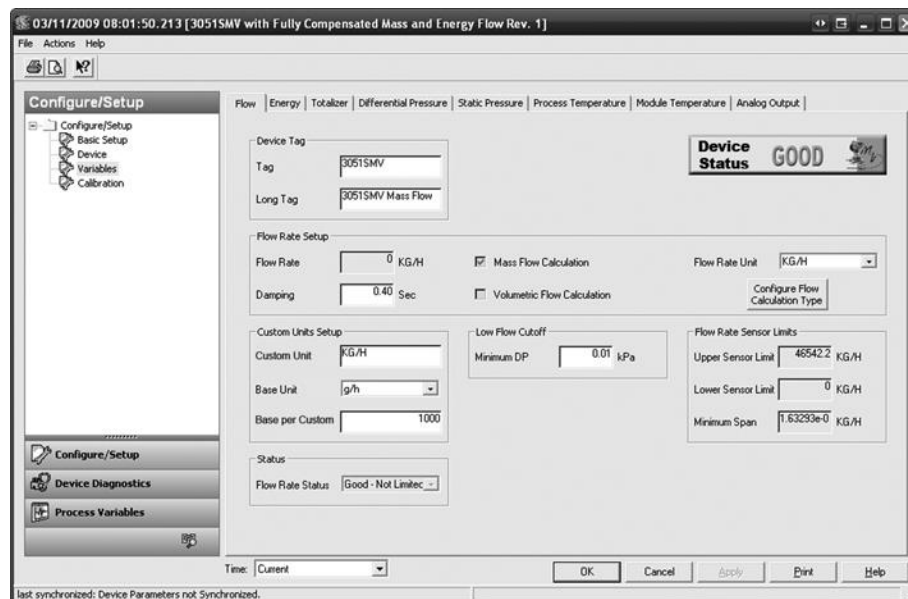 03/11/2009 08:01:50.213 [3051SMV with Fully Compensated Mass and Energy Flow Rev. 1]
File Actions Help
Configure/Setup
Configure/Setup
Basic Setup
Device
Variables
Calibration
Configure/Setup
Device Diagnostics
Process Variables
Flow Energy Totalizer Differential Pressure Static Pressure Process Temperature Module Temperature Analog Output
Device Tag
Tag 3051SMV
Long Tag 3051SMV Mass Flow
Device Status GOOD
Flow Rate Setup
Flow Rate 0 KG/H
Mass Flow Calculation
Flow Rate Unit KG/H
Damping 0.40 Sec
Volumetric Flow Calculation
Configure Flow
Calculation Type
Custom Units Setup
Custom Unit KG/H
Base Unit g/h
Base per Custom 1000
Low Flow Cutoff
Minimum DP 0.01 kPa
Flow Rate Sensor Limits
Upper Sensor Limit 46542.2 KG/H
Lower Sensor Limit 0 KG/H
Minimum Span 1.63293e-0 KG/H
Status
Flow Rate Status Good - Not Limitec
Time: Current
OK Cancel Apply Print Help
last synchronized: Device Parameters not Synchronized.